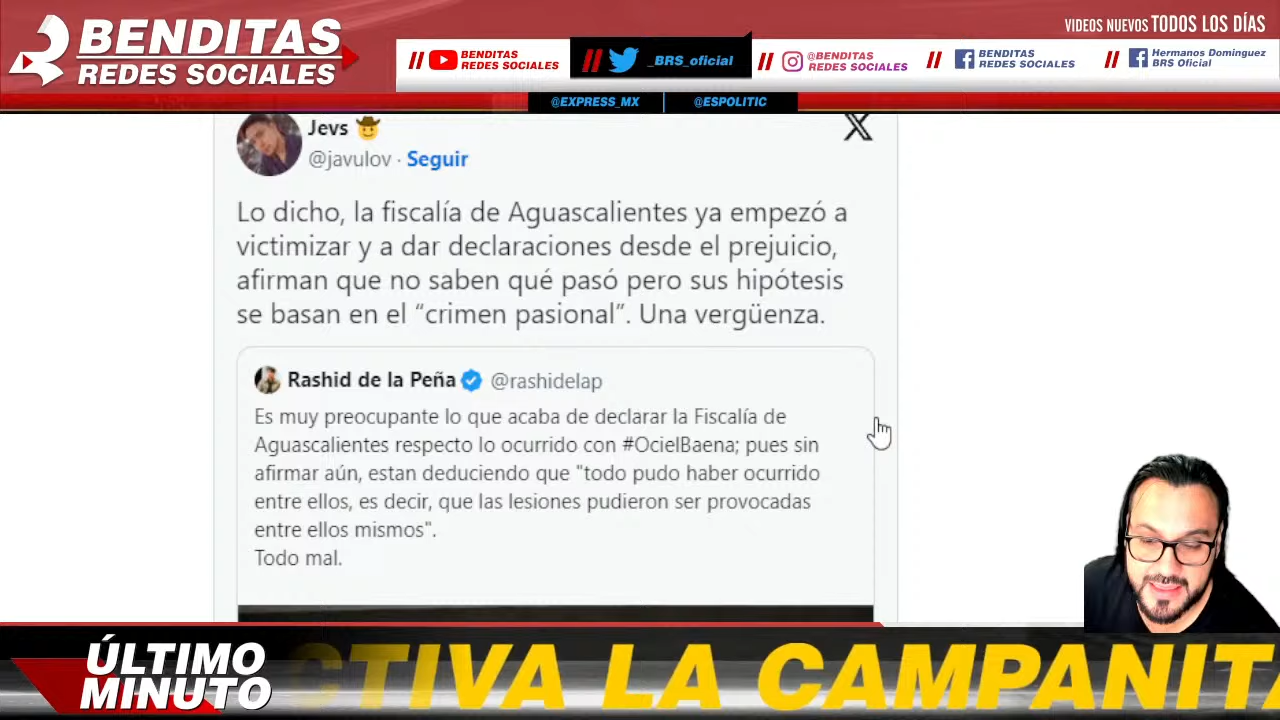 BENDITAS
REDES SOCIALES
VIDEOS NUEVOS TODOS LOS DÍAS
// BENDITAS
REDES SOCIALES
// _BRS_oficial
// @BENDITAS
REDES SOCIALES
// BENDITAS
REDES SOCIALES
// Hermanos Dominguez
BRS Oficial
@EXPRESS_MX
@ESPOLITIC
Jevs 🤠
@javulov · Seguir
X
Lo dicho, la fiscalía de Aguascalientes ya empezó a
victimizar y a dar declaraciones desde el prejuicio,
afirman que no saben qué pasó pero sus hipótesis
se basan en el “crimen pasional”. Una vergüenza.
Rashid de la Peña @rashidelap
Es muy preocupante lo que acaba de declarar la Fiscalía de
Aguascalientes respecto lo ocurrido con #OcielBaena; pues sin
afirmar aún, estan deduciendo que "todo pudo haber ocurrido
entre ellos, es decir, que las lesiones pudieron ser provocadas
entre ellos mismos".
Todo mal.
ÚLTIMO
MINUTO
CTIVA LA CAMPANITA